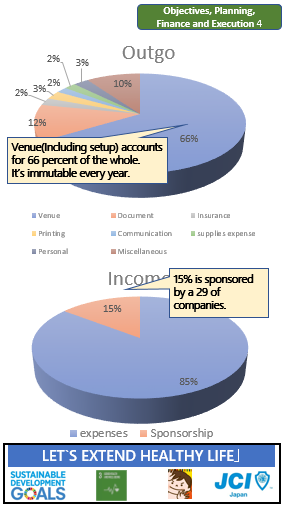 Objectives, Planning,
Finance and Execution 4
Outgo
2%
3%
2%
3%
2%
10%
12%
66%
Venue(Including setup) accounts
for 66 percent of the whole.
It's immutable every year.
Venue Document Insurance
Printing Communication supplies expense
Personal Miscellaneous
Income
15% is sponsored
by a 29 of
companies.
15%
85%
expenses Sponsorship
LET`S EXTEND HEALTHY LIFE」
SUSTAINABLE
DEVELOPMENT
GOALS
JCI
Japan